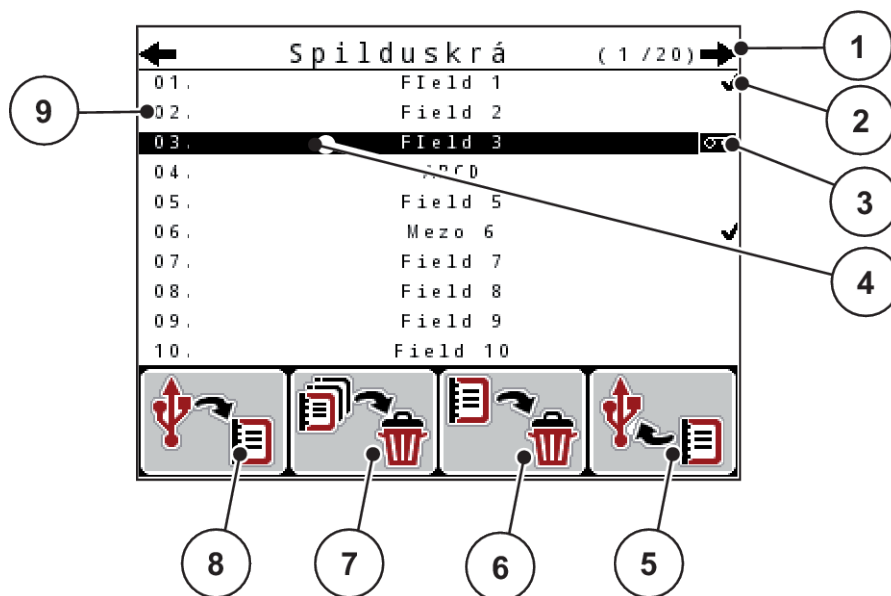 Spilduskrá (1/20)
01. FIeld 1
02. Field 2
03. FIeld 3
04. ABCD
05. Field 5
06. Mezo 6
07. Field 7
08. Field 8
09. Field 9
10. Field 10
1
2
3
4
5
6
7
8
9